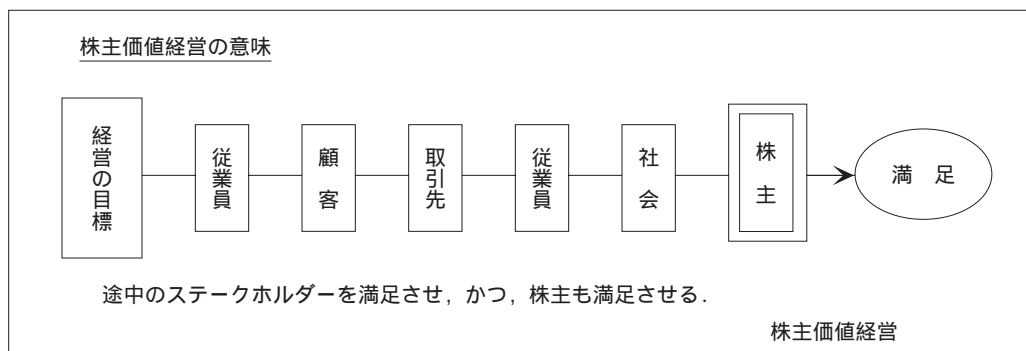 株主価値経営の意味
経営の目標
従業員
顧客
取引先
従業員
社会
株主
満足
途中のステークホルダーを満足させ，かつ，株主も満足させる．
株主価値経営